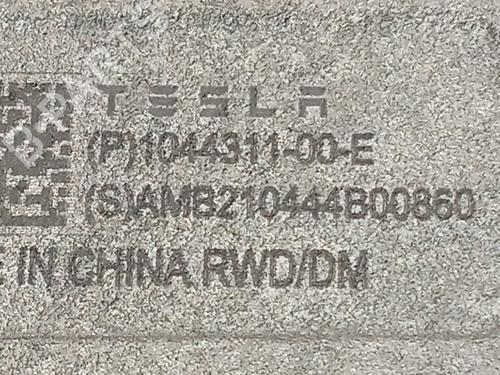 TESLA
(P)1044311-00-E
(S)AMB210444B00860
IN CHINA RWD/DM